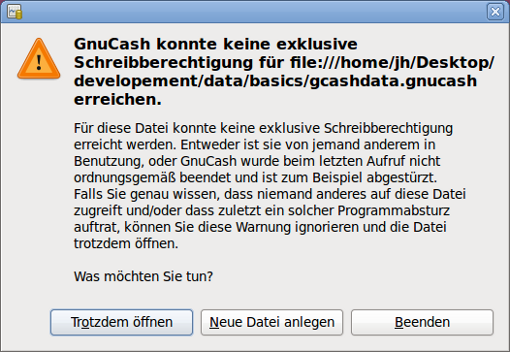 GnuCash konnte keine exklusive
Schreibberechtigung für file:///home/jh/Desktop/
developement/data/basics/gcashdata.gnucash
erreichen.
Für diese Datei konnte keine exklusive Schreibberechtigung
erreicht werden. Entweder ist sie von jemand anderem in
Benutzung, oder GnuCash wurde beim letzten Aufruf nicht
ordnungsgemäß beendet und ist zum Beispiel abgestürzt.
Falls Sie genau wissen, dass niemand anderes auf diese Datei
zugreift und/oder dass zuletzt ein solcher Programmabsturz
auftrat, können Sie diese Warnung ignorieren und die Datei
trotzdem öffnen.
Was möchten Sie tun?
Trotzdem öffnen Neue Datei anlegen Beenden